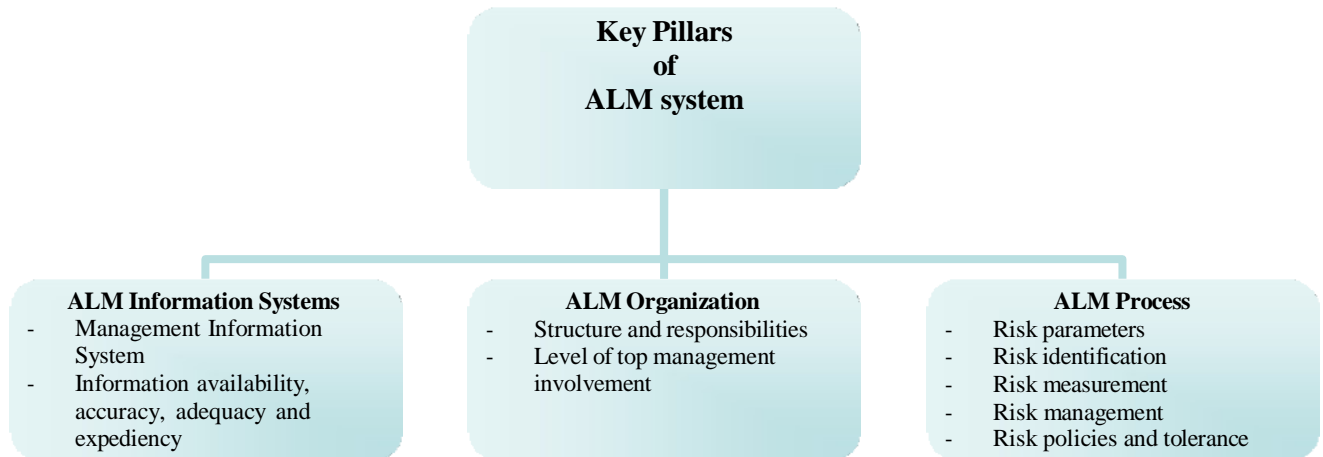 Key Pillars
of
ALM system
ALM Information Systems
- Management Information
System
- Information availability,
accuracy, adequacy and
expediency
ALM Organization
- Structure and responsibilities
- Level of top management
involvement
ALM Process
- Risk parameters
- Risk identification
- Risk measurement
- Risk management
- Risk policies and tolerance